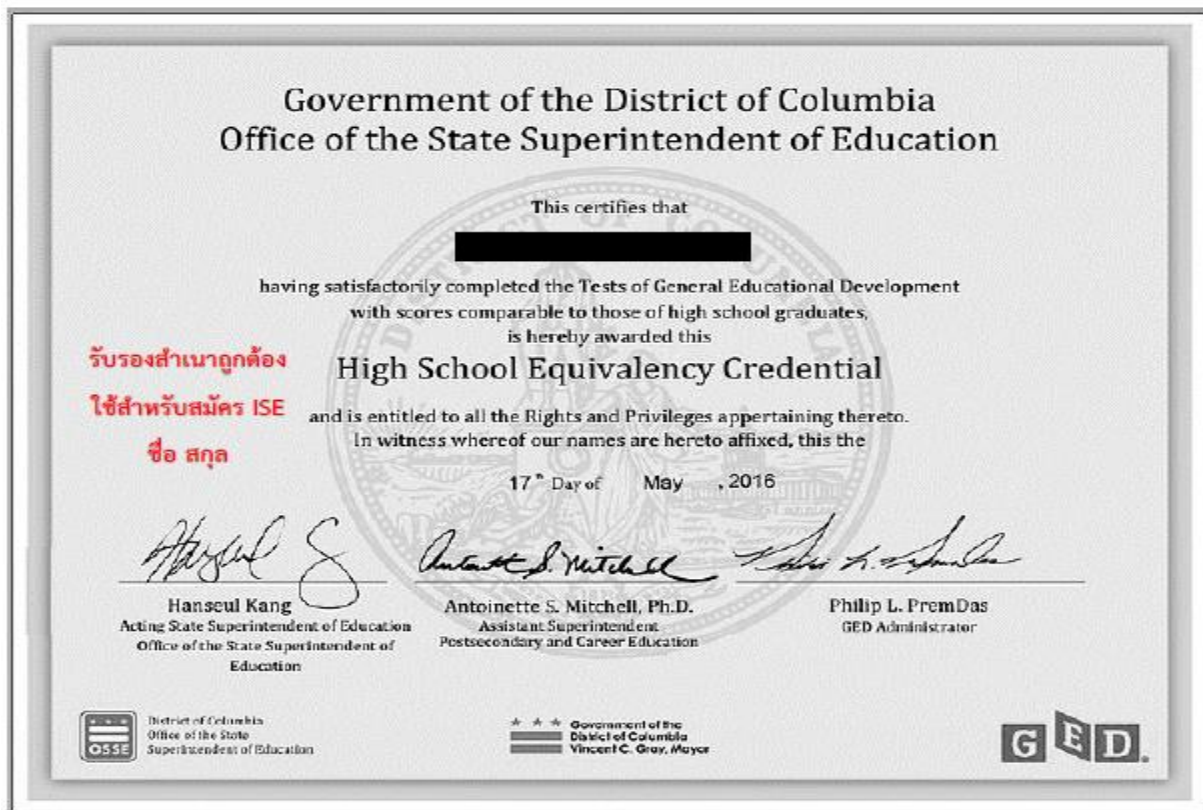 Government of the District of Columbia
Office of the State Superintendent of Education
This certifies that
having satisfactorily completed the Tests of General Educational Development
with scores comparable to those of high school graduates,
is hereby awarded this
High School Equivalency Credential
and is entitled to all the Rights and Privileges appertaining thereto.
In witness whereof our names are hereto affixed, this the
17th Day of May , 2016
รับรองสำเนาถูกต้อง
ใช้สำหรับสมัคร ISE
ชื่อ สกุล
Hanseul Kang
Acting State Superintendent of Education
Office of the State Superintendent of
Education
Antoinette S. Mitchell
Antoinette S. Mitchell, Ph.D.
Assistant Superintendent
Postsecondary and Career Education
Philip L. PremDas
GED Administrator
OSSE
District of Columbia
Office of the State
Superintendent of Education
Government of the
District of Columbia
Vincent C. Gray, Mayor
GED
DISTRICT OF COLUMBIA